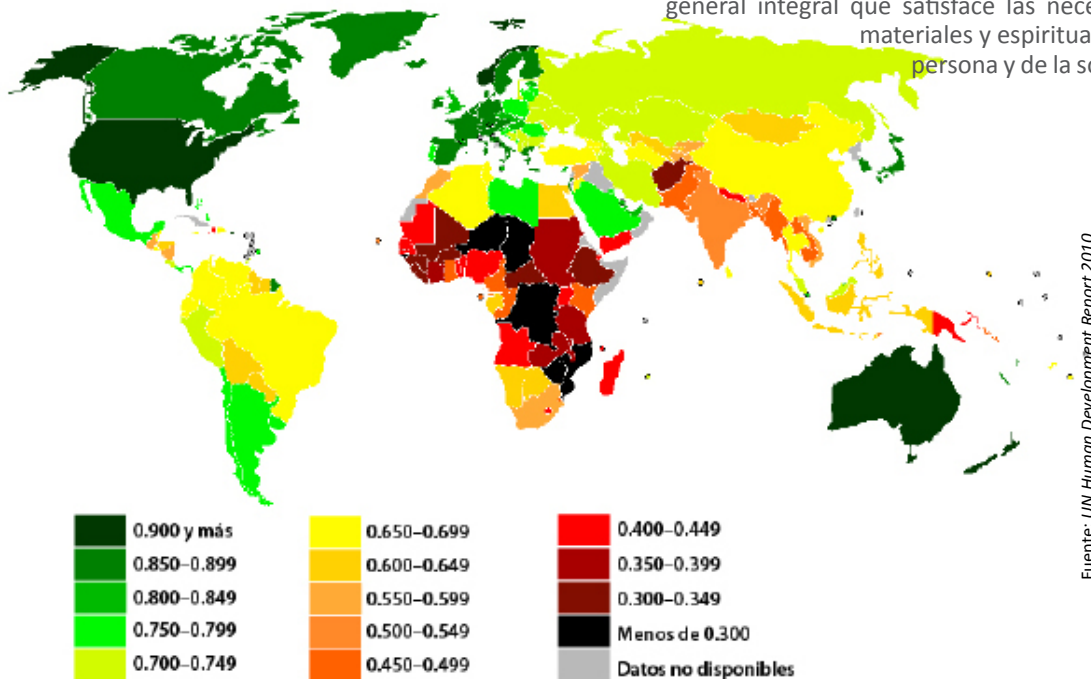 general integral que satisface las
materiales y
persona y de la
0.900 y más
0.850–0.899
0.800–0.849
0.750–0.799
0.700–0.749
0.650–0.699
0.600–0.649
0.550–0.599
0.500–0.549
0.450–0.499
0.400–0.449
0.350–0.399
0.300–0.349
Menos de 0.300
Datos no disponibles
Fuente: UN Human Development Report 2010